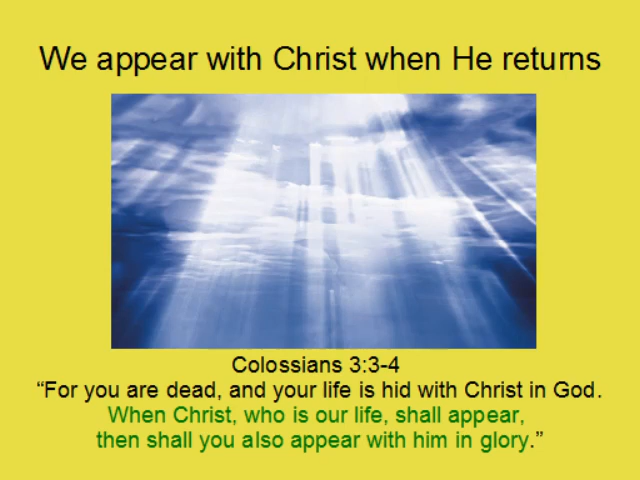 We appear with Christ when He returns
Colossians 3:3-4
“For you are dead, and your life is hid with Christ in God.
When Christ, who is our life, shall appear,
then shall you also appear with him in glory.”